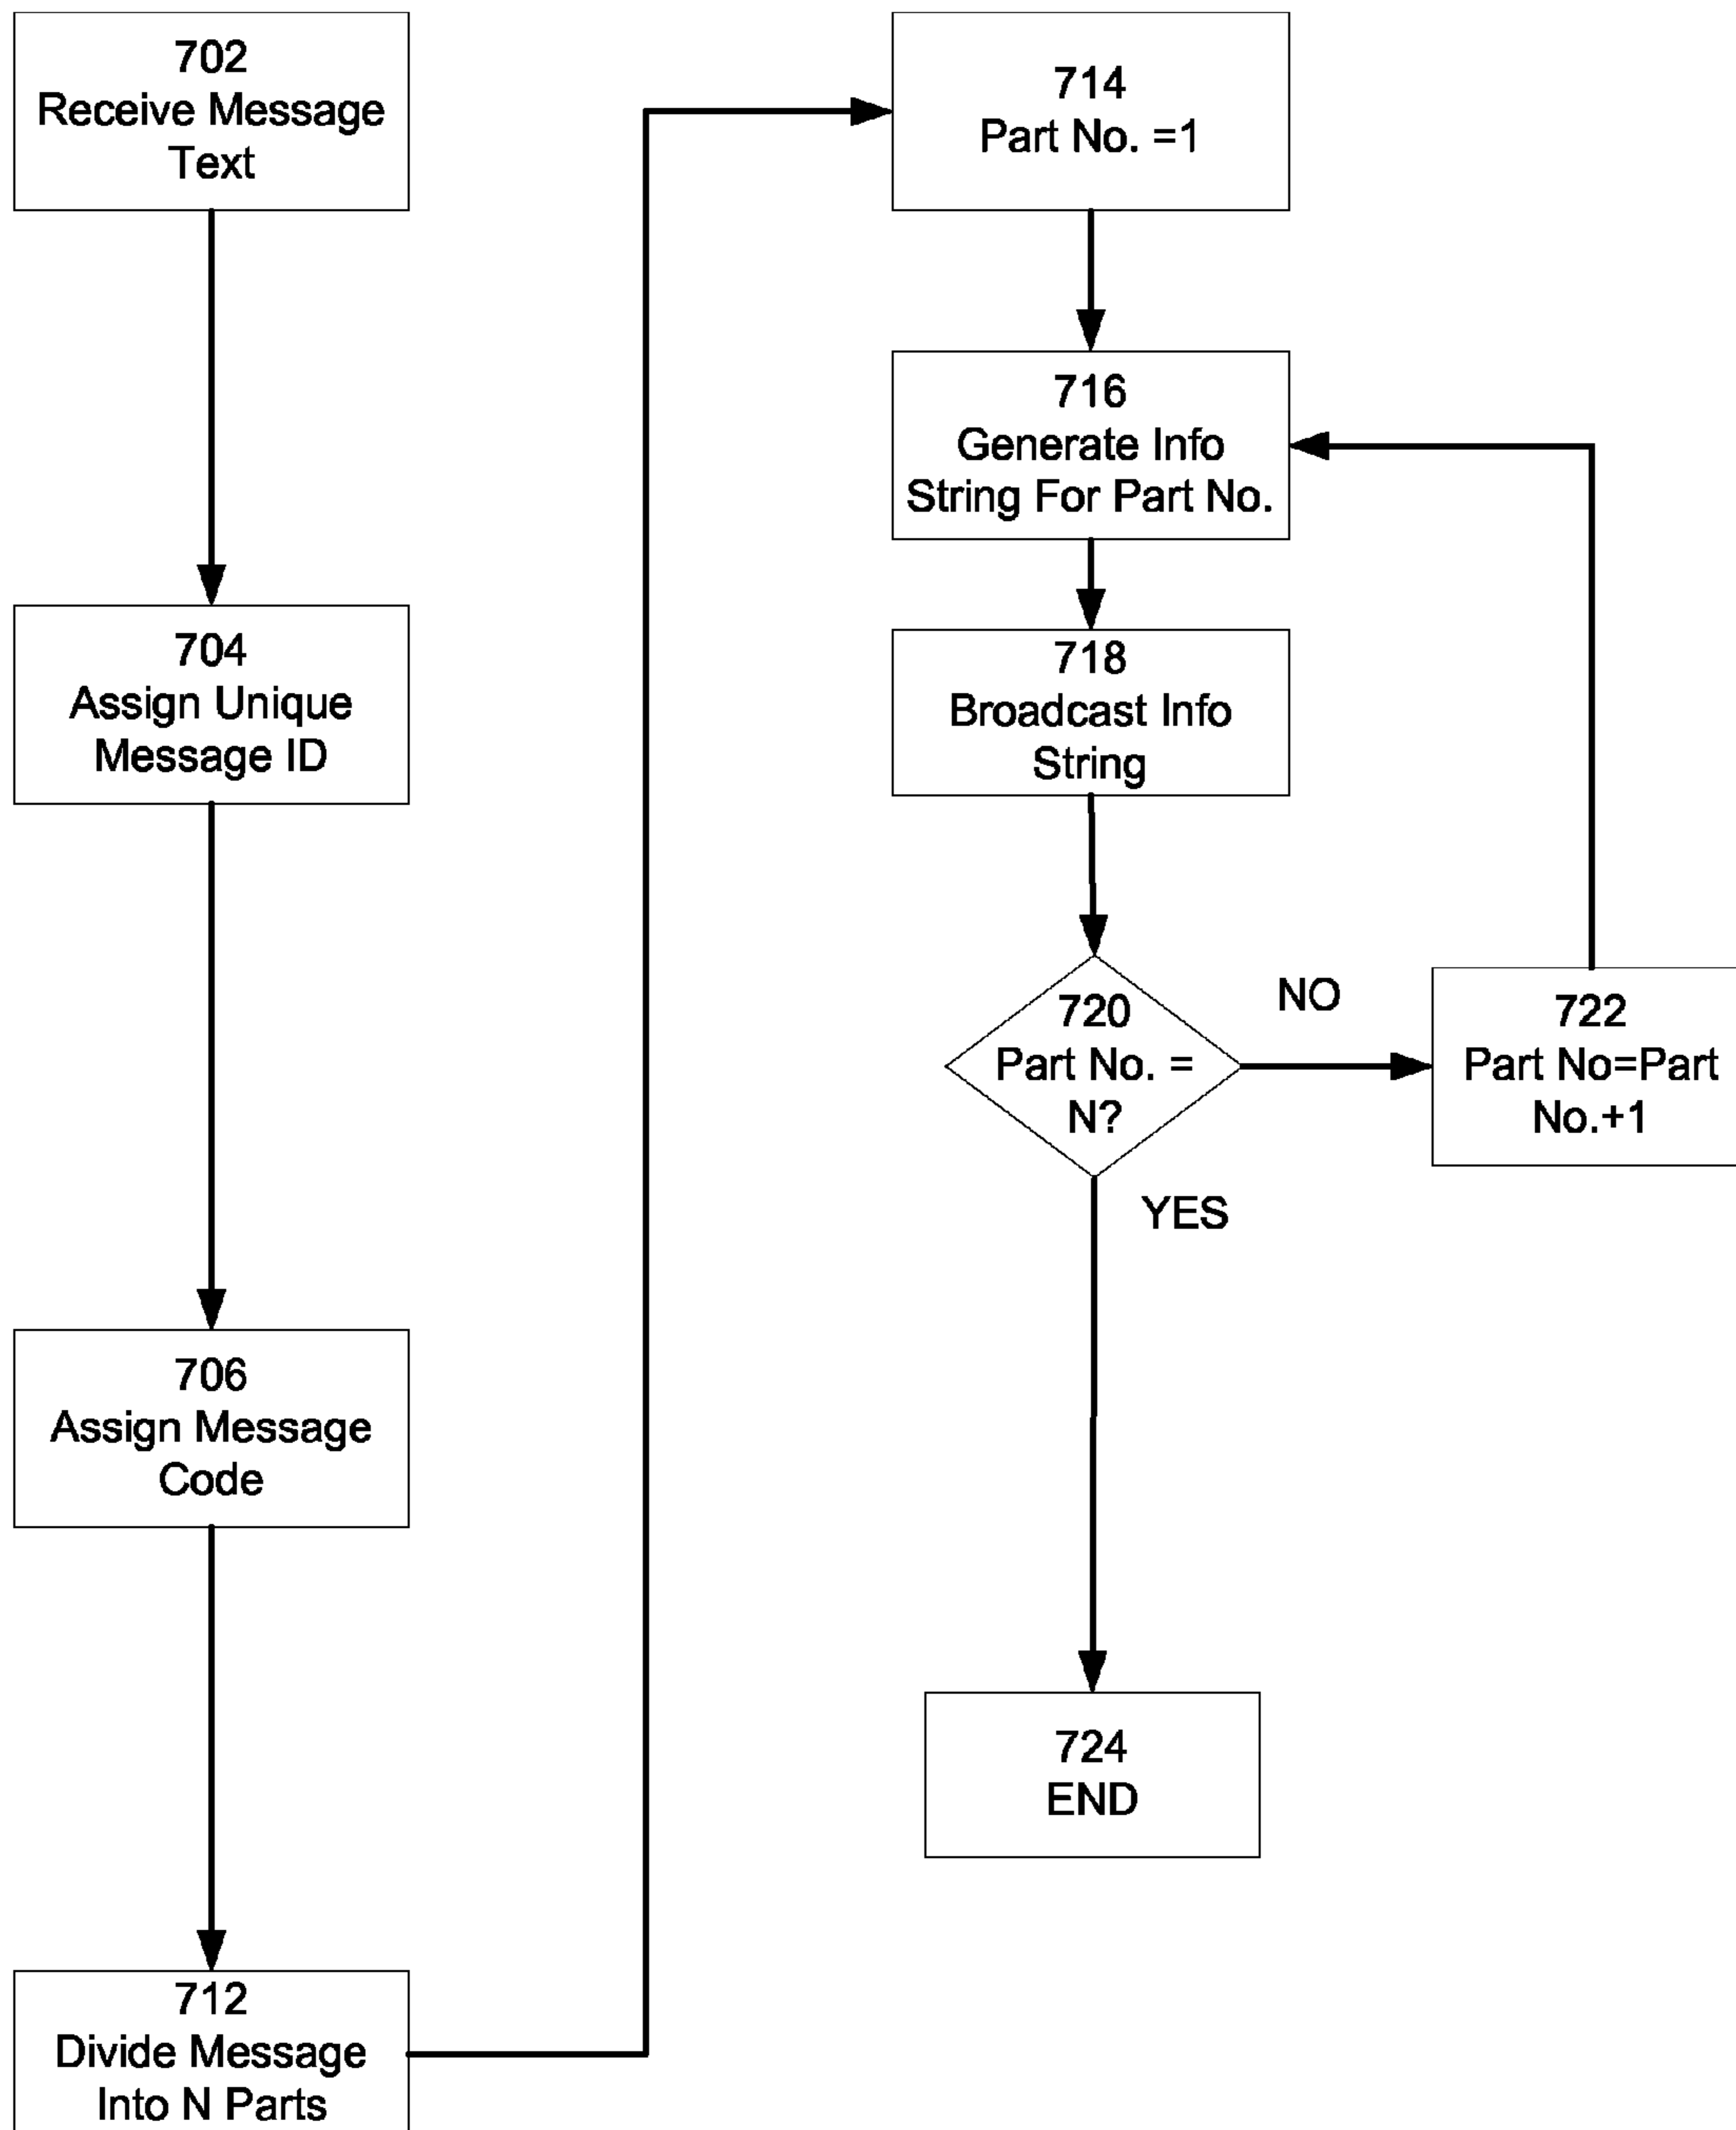 702
Receive Message
Text
704
Assign Unique
Message ID
706
Assign Message
Code
712
Divide Message
Into N Parts
714
Part No. =1
716
Generate Info
String For Part No.
718
Broadcast Info
String
720
Part No. =
N?
NO
722
Part No=Part
No.+1
YES
724
END